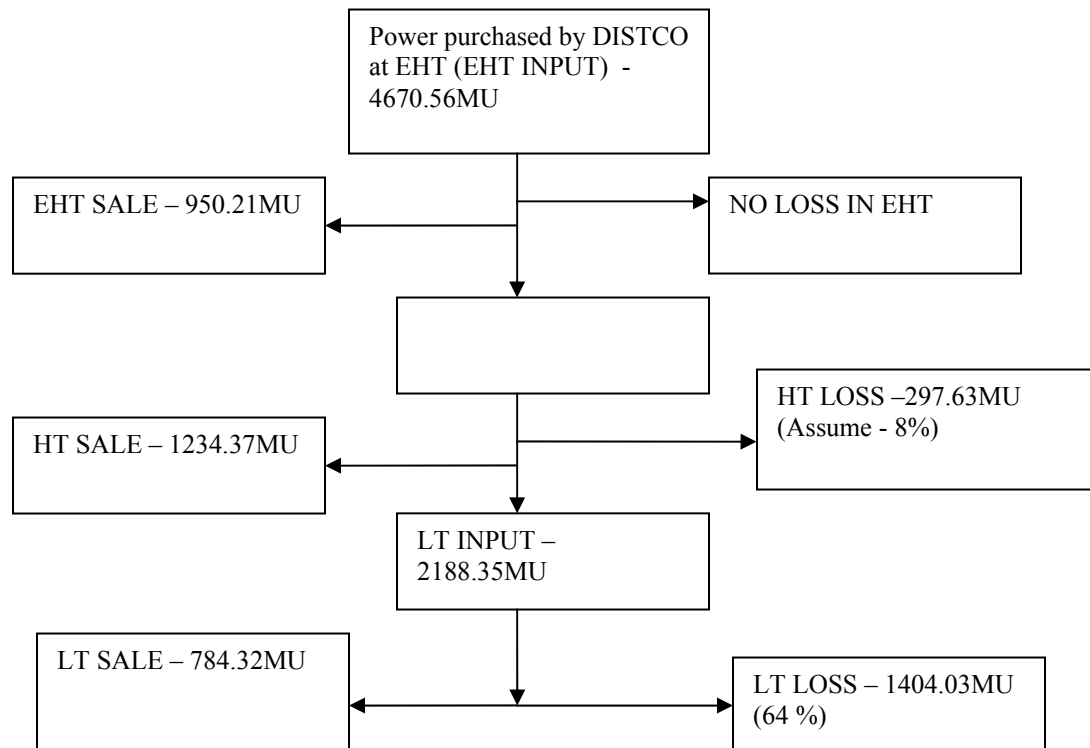 Power purchased by DISTCO
at EHT (EHT INPUT)  -
4670.56MU
EHT SALE – 950.21MU
NO LOSS IN EHT
HT LOSS –297.63MU
(Assume - 8%)
HT SALE – 1234.37MU
LT INPUT –
2188.35MU
LT SALE – 784.32MU
LT LOSS – 1404.03MU
(64 %)